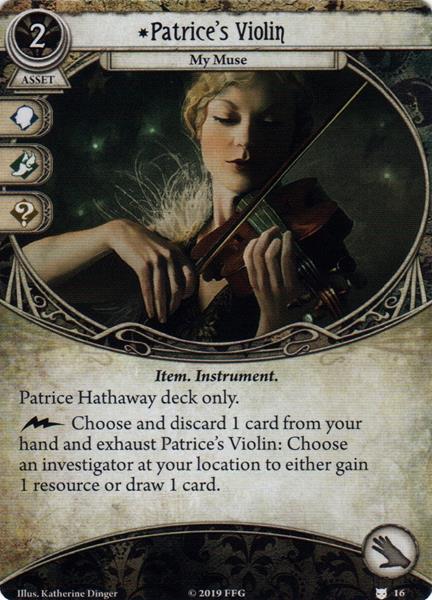 2
*Patrice's Violin
My Muse
ASSET
?
Item. Instrument.
Patrice Hathaway deck only.
Choose and discard 1 card from your
hand and exhaust Patrice's Violin: Choose
an investigator at your location to either gain
1 resource or draw 1 card.
Illus. Katherine Dinger
© 2019 FFG
16